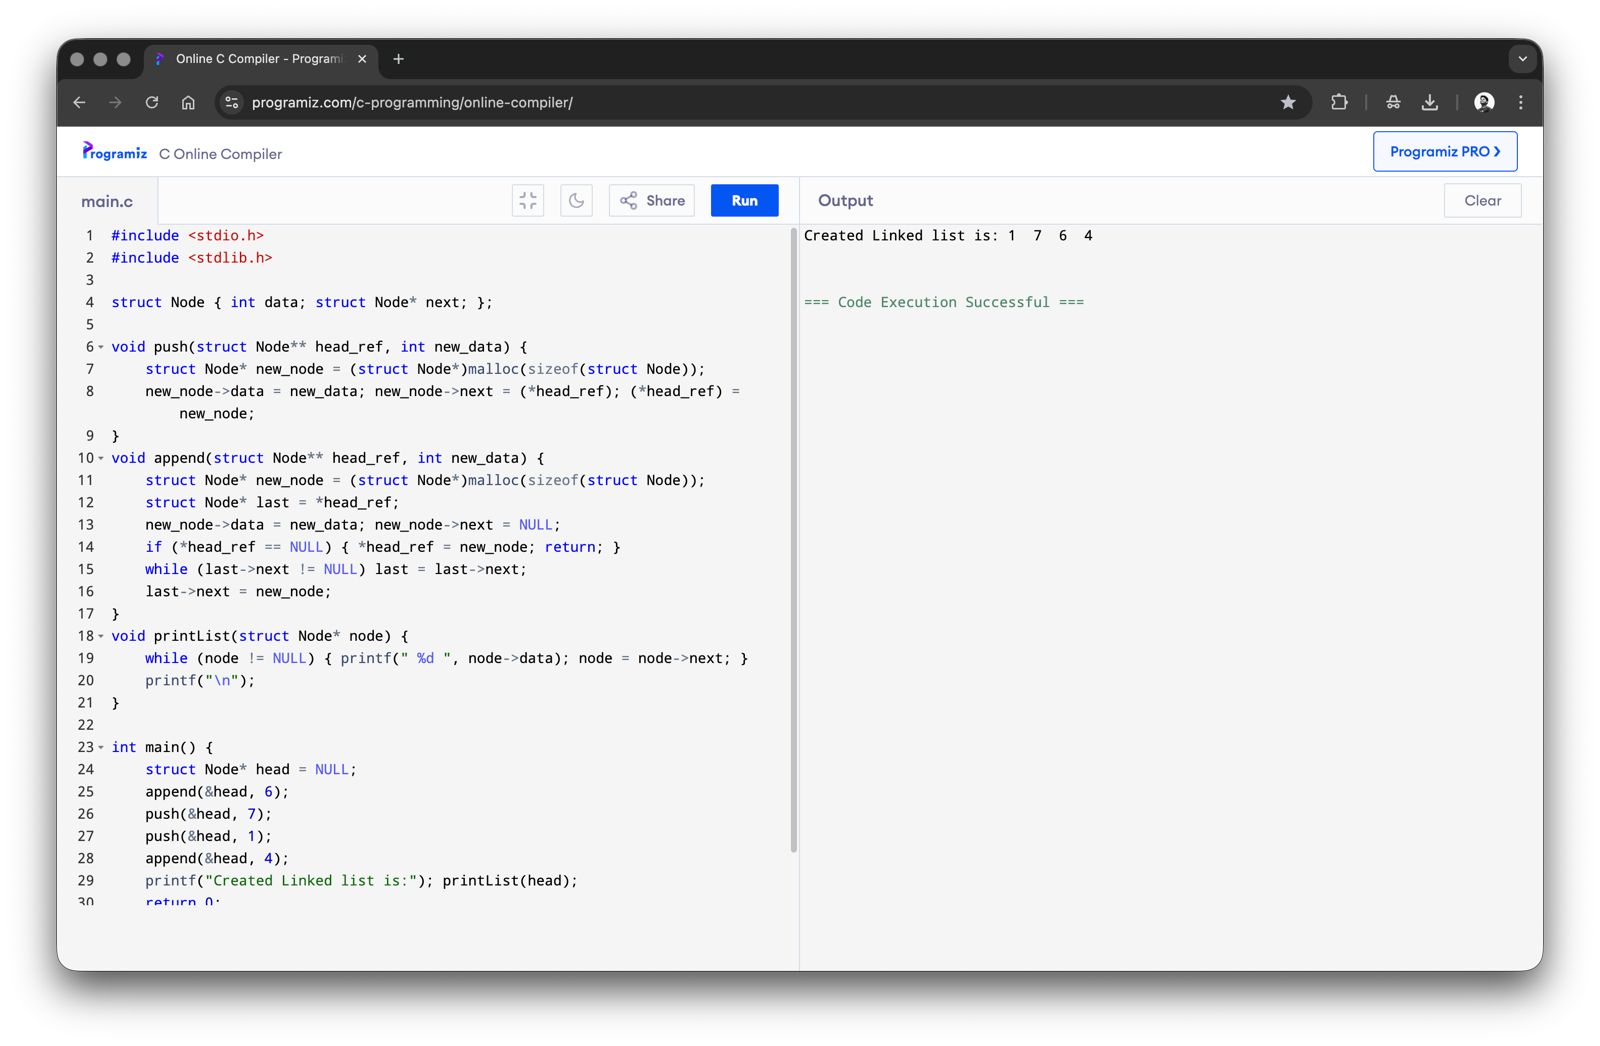 Online C Compiler - Programi
programiz.com/c-programming/online-compiler/
Programiz C Online Compiler
Programiz PRO ❯
main.c
Share
Run
Output
Clear
1 #include <stdio.h>
2 #include <stdlib.h>
3
4 struct Node { int data; struct Node* next; };
5
6 void push(struct Node** head_ref, int new_data) {
7     struct Node* new_node = (struct Node*)malloc(sizeof(struct Node));
8     new_node->data = new_data; new_node->next = (*head_ref); (*head_ref) =
        new_node;
9 }
10 void append(struct Node** head_ref, int new_data) {
11     struct Node* new_node = (struct Node*)malloc(sizeof(struct Node));
12     struct Node* last = *head_ref;
13     new_node->data = new_data; new_node->next = NULL;
14     if (*head_ref == NULL) { *head_ref = new_node; return; }
15     while (last->next != NULL) last = last->next;
16     last->next = new_node;
17 }
18 void printList(struct Node* node) {
19     while (node != NULL) { printf(" %d ", node->data); node = node->next; }
20     printf("\n");
21 }
22
23 int main() {
24     struct Node* head = NULL;
25     append(&head, 6);
26     push(&head, 7);
27     push(&head, 1);
28     append(&head, 4);
29     printf("Created Linked list is:"); printList(head);
30     return 0;
Created Linked list is: 1  7  6  4
=== Code Execution Successful ===